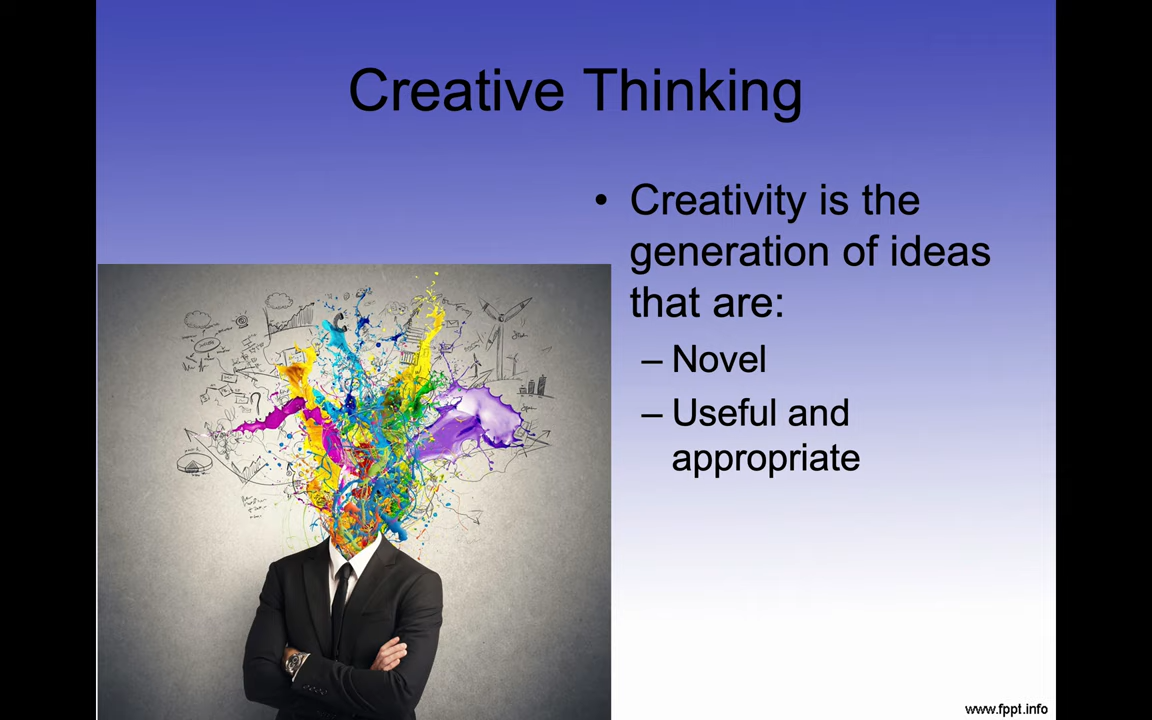 Creative Thinking
• Creativity is the
generation of ideas
that are:
– Novel
– Useful and
appropriate
www.fppt.info